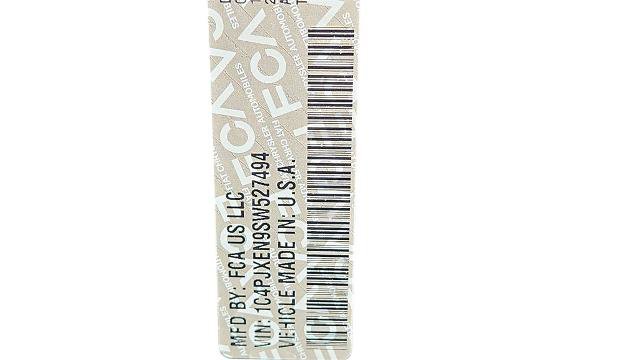 MFD BY: FCA US LLC
VIN: 1C4PJXEN9SW527494
VEHICLE MADE IN: U.S.A.